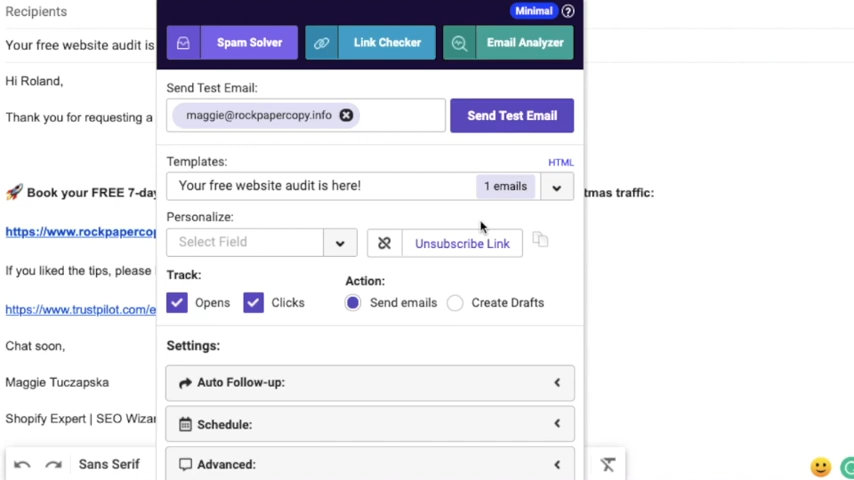 Recipients
Minimal ?
Spam Solver Link Checker Email Analyzer
Your free website audit is
Hi Roland,
Send Test Email:
Thank you for requesting a
maggie@rockpapercopy.info Send Test Email
Templates: HTML
Your free website audit is here! 1 emails
Book your FREE 7-day
tmas traffic:
Personalize:
https://www.rockpapercop
Select Field Unsubscribe Link
If you liked the tips, please
Track: Action:
Opens Clicks Send emails Create Drafts
https://www.trustpilot.com/e
Chat soon,
Settings:
Maggie Tuczapska
Auto Follow-up:
Shopify Expert | SEO Wizar
Schedule:
Sans Serif
Advanced: